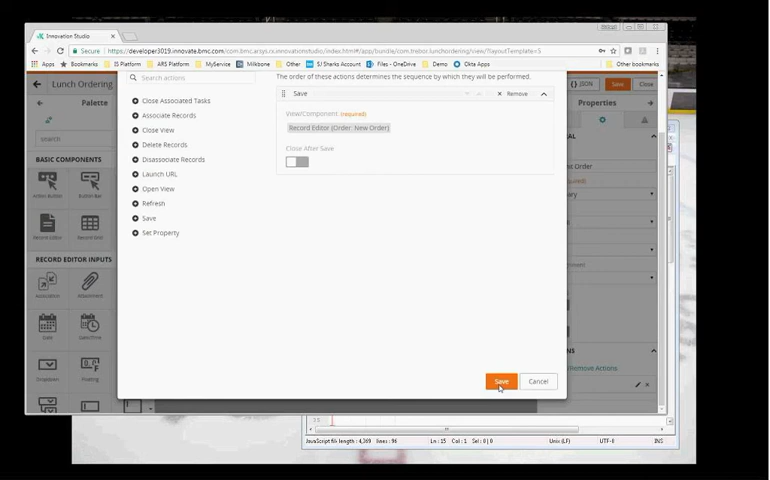 Innovation Studio
Secure https://developer3019.innovate.bmc.com/com.bmc.arsys.rx.innovationstudio/index.html#/app/bundle/com.trebor.lunchordering/view/?layoutTemplate=5
Apps Bookmarks IS Platform ARS Platform MyService Milkbone Other SJ Sharks Account Files - OneDrive Demo Okta Apps Other bookmarks
Lunch Ordering
Search actions
The order of these actions determines the sequence by which they will be performed.
JSON Save Close
Palette
Save Remove
Properties
Close Associated Tasks
Associate Records
View/Component (required)
Search
Close View
Record Editor (Order: New Order)
BASIC COMPONENTS
Delete Records
Close After Save
Disassociate Records
Launch URL
Action Button Button Bar
Open View
Refresh
Save
Record Editor Record Grid
Set Property
RECORD EDITOR INPUTS
Association Attachment
Date Date/Time
/Remove Actions
Save Cancel
Dropdown Floating
JavaScript file length : 4,369 lines : 96 Ln : 15 Col : 1 Sel : 0 | 0 Unix (LF) UTF-8 INS